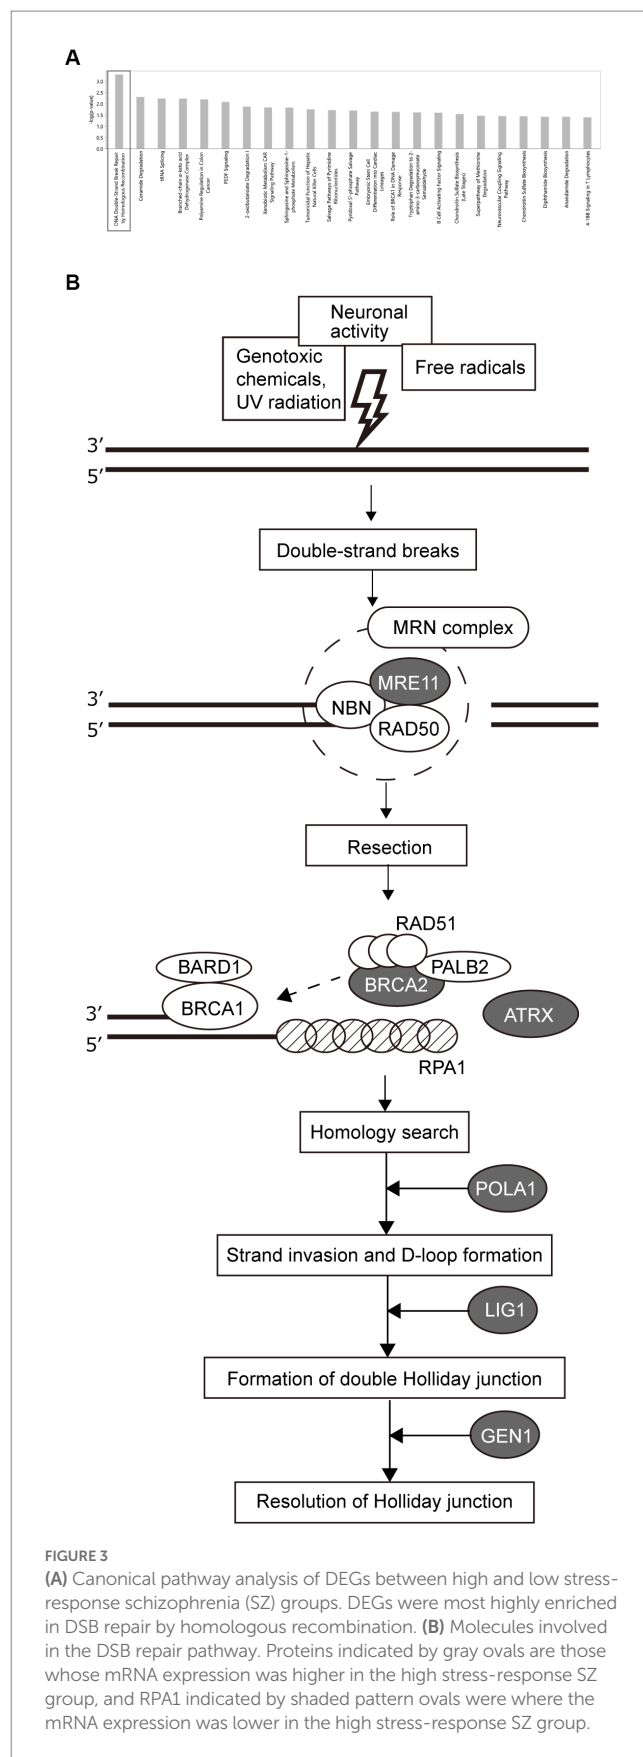 A
-log(p-value)
3.0
2.5
2.0
1.5
1.0
0.5
0.0
DNA Double-Strand Break Repair
by Homologous Recombination
Ceramide Degradation
tRNA Splicing
Branched-chain α-keto acid
Dehydrogenase Complex
Polyamine Regulation in Colon
Cancer
PEDF Signaling
2-oxobutanoate Degradation I
Xenobiotic Metabolism CAR
Signaling Pathway
Sphingosine and Sphingosine-1-
phosphate Metabolism
Tumoricidal Function of Hepatic
Natural Killer Cells
Salvage Pathways of Pyrimidine
Ribonucleotides
Pyridoxal 5'-phosphate Salvage
Pathway
Embryonic Stem Cell
Differentiation into Cardiac
Lineages
Role of BRCA1 in DNA Damage
Response
Tryptophan Degradation to 2-
amino-3-carboxymuconate
Semialdehyde
B Cell Activating Factor Signaling
Chondroitin Sulfate Biosynthesis
(Late Stages)
Superpathway of Methionine
Degradation
Neurovascular Coupling Signaling
Pathway
Chondroitin Sulfate Biosynthesis
Diphthamide Biosynthesis
Anandamide Degradation
4-1BB Signaling in T Lymphocytes
B
Neuronal
activity
Genotoxic
chemicals,
UV radiation
Free radicals
3′
5′
Double-strand breaks
MRN complex
MRE11
NBN
RAD50
3′
5′
Resection
RAD51
BARD1
PALB2
BRCA2
BRCA1
ATRX
3′
5′
RPA1
Homology search
POLA1
Strand invasion and D-loop formation
LIG1
Formation of double Holliday junction
GEN1
Resolution of Holliday junction
FIGURE 3
(A) Canonical pathway analysis of DEGs between high and low stress-
response schizophrenia (SZ) groups. DEGs were most highly enriched
in DSB repair by homologous recombination. (B) Molecules involved
in the DSB repair pathway. Proteins indicated by gray ovals are those
whose mRNA expression was higher in the high stress-response SZ
group, and RPA1 indicated by shaded pattern ovals were where the
mRNA expression was lower in the high stress-response SZ group.